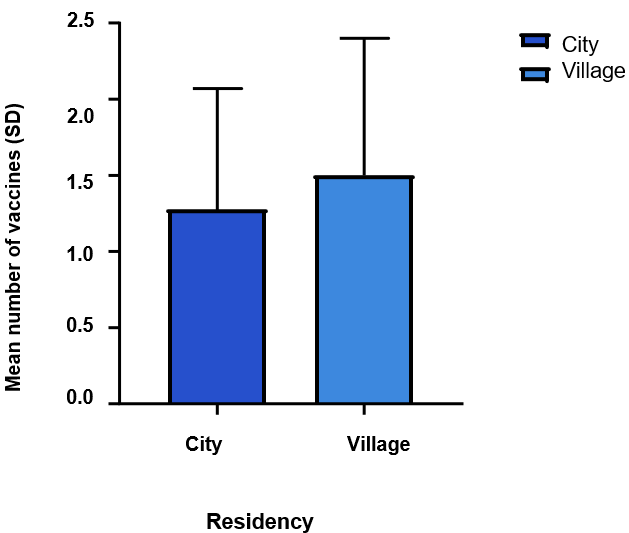 2.5
2.0
1.5
1.0
0.5
0.0
Mean number of vaccines (SD)
City
Village
Residency
City
Village